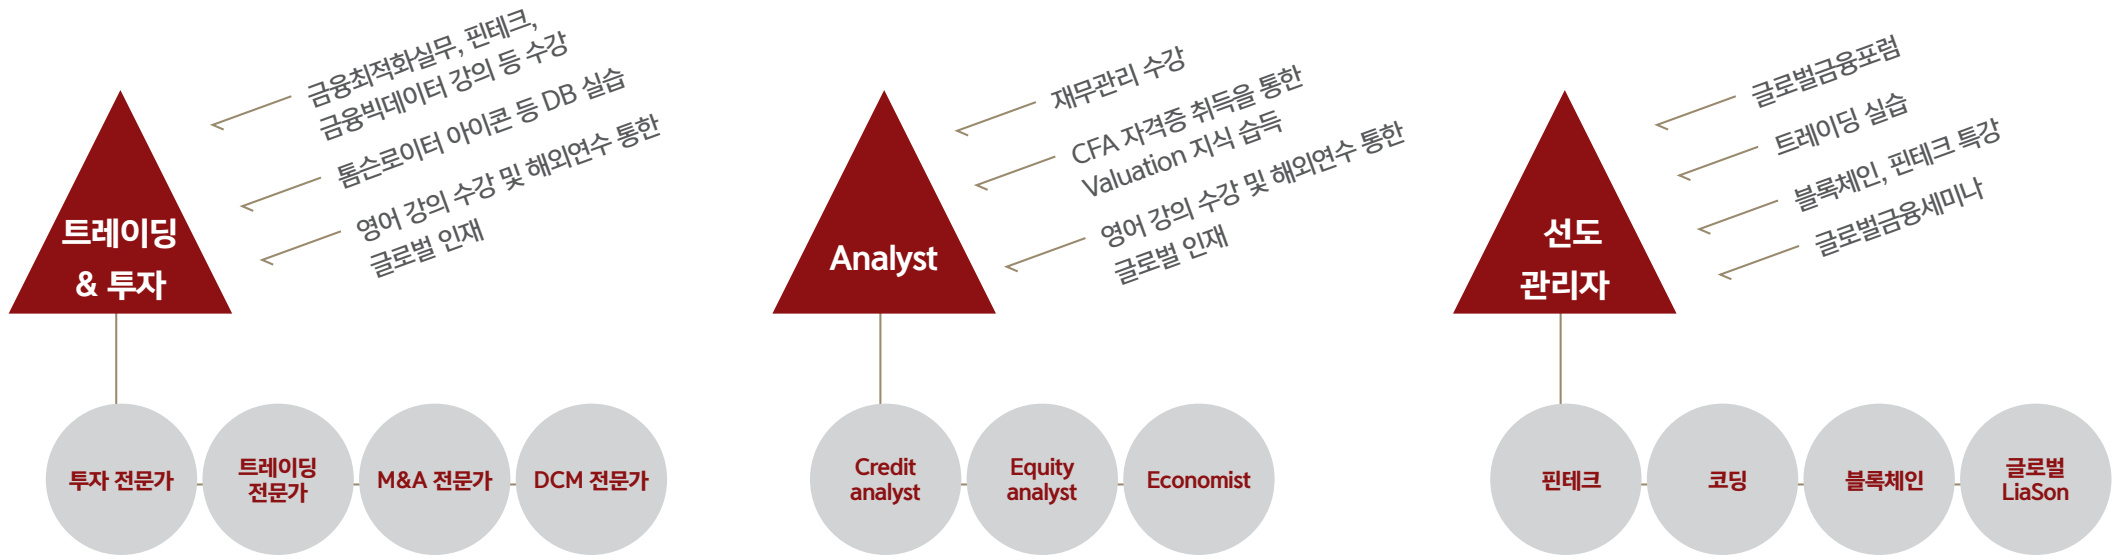 금융최적화실무, 핀테크,
금융빅데이터 강의 등 수강
톰슨로이터 아이콘 등 DB 실습
영어 강의 수강 및 해외연수 통한
글로벌 인재
트레이딩
& 투자
투자 전문가
트레이딩
전문가
M&A 전문가
DCM 전문가
재무관리 수강
CFA 자격증 취득을 통한
Valuation 지식 습득
영어 강의 수강 및 해외연수 통한
글로벌 인재
Analyst
Credit
analyst
Equity
analyst
Economist
글로벌금융포럼
트레이딩 실습
블록체인, 핀테크 특강
글로벌금융세미나
선도
관리자
핀테크
코딩
블록체인
글로벌
LiaSon